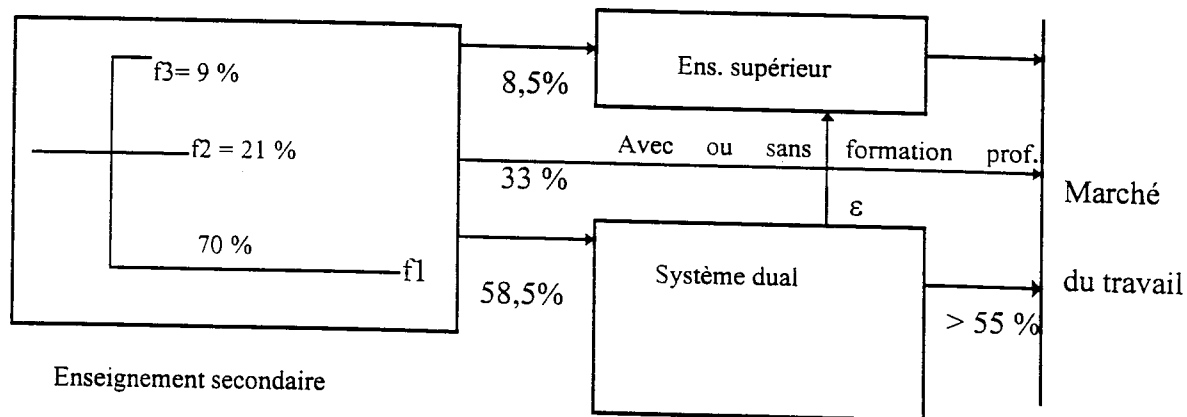 f3= 9 %
Ens. supérieur
8,5%
f2 = 21 %
Avec ou sans formation prof.
33 %
Marché
ε
70 %
f1
Système dual
du travail
58,5%
> 55 %
Enseignement secondaire